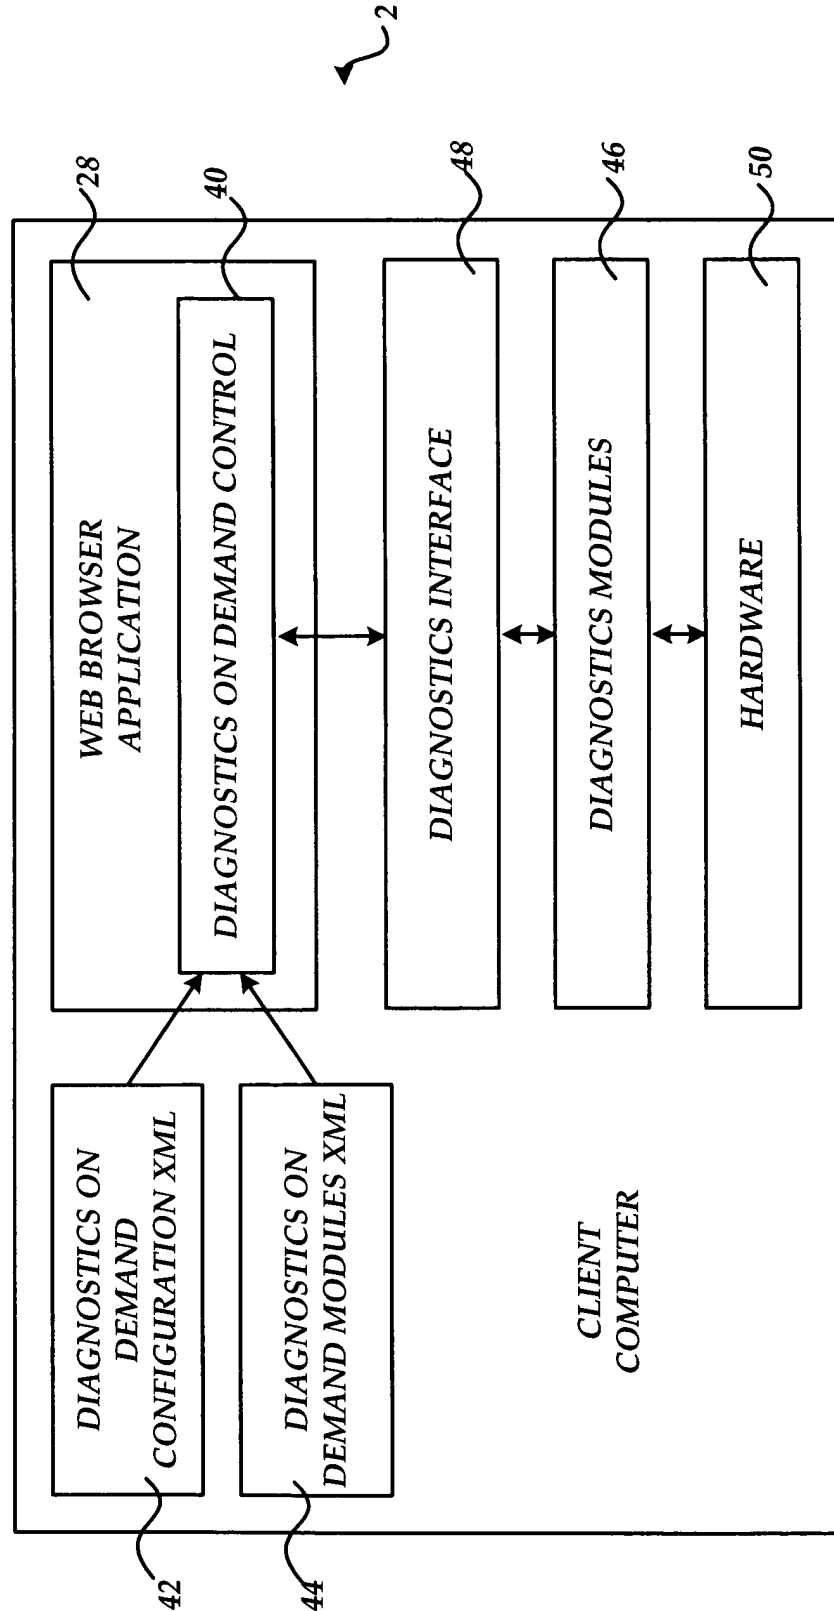 2
28
WEB BROWSER
APPLICATION
40
DIAGNOSTICS ON DEMAND CONTROL
42
DIAGNOSTICS ON
DEMAND
CONFIGURATION XML
44
DIAGNOSTICS ON
DEMAND MODULES XML
48
DIAGNOSTICS INTERFACE
46
DIAGNOSTICS MODULES
50
HARDWARE
CLIENT
COMPUTER